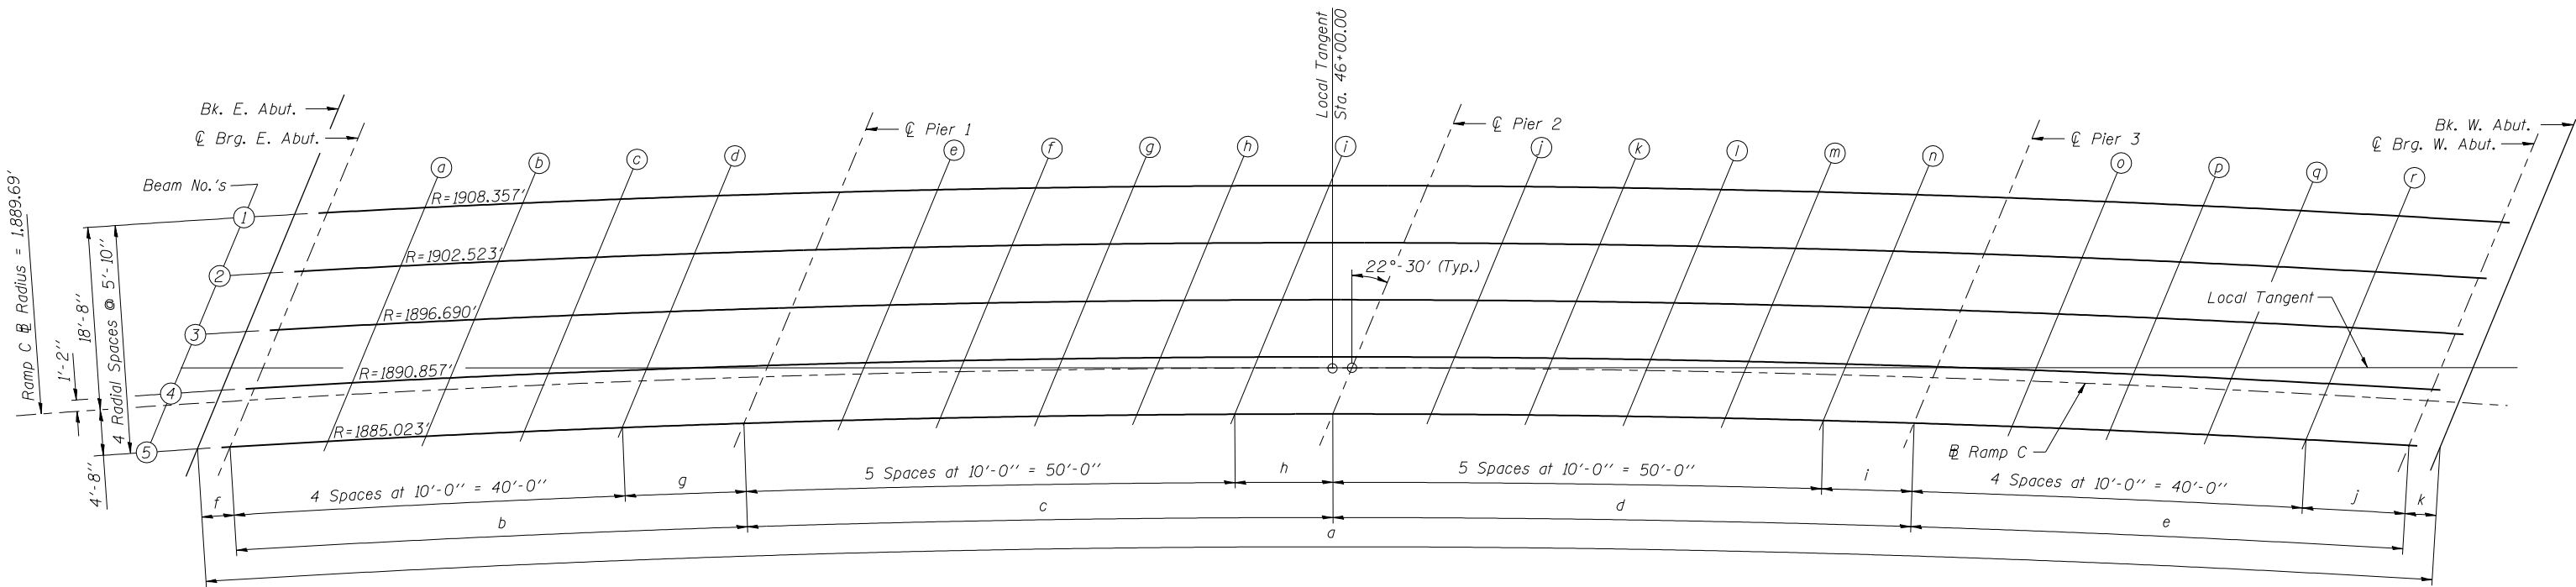 Local Tangent
Sta. 46+00.00
Bk. E. Abut.
℄ Brg. E. Abut.
℄ Pier 1
℄ Pier 2
℄ Pier 3
Bk. W. Abut.
℄ Brg. W. Abut.
a
b
c
d
e
f
g
h
i
j
k
l
m
n
o
p
q
r
Beam No.'s
1
2
3
4
5
R=1908.357'
R=1902.523'
R=1896.690'
R=1890.857'
R=1885.023'
22°-30' (Typ.)
Local Tangent
Ramp C ⅊ Radius = 1,889.69'
1'-2"
18'-8"
4 Radial Spaces @ 5'-10"
4'-8"
⅊ Ramp C
f
4 Spaces at 10'-0" = 40'-0"
g
5 Spaces at 10'-0" = 50'-0"
h
5 Spaces at 10'-0" = 50'-0"
i
4 Spaces at 10'-0" = 40'-0"
j
k
b
c
d
e
a